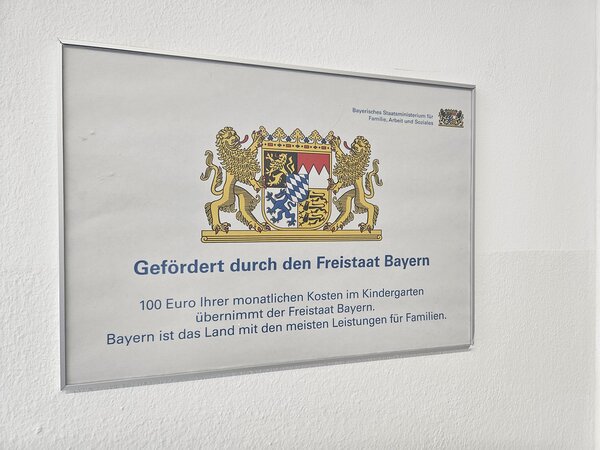 Bayerisches Staatsministerium für
Familie, Arbeit und Soziales
Gefördert durch den Freistaat Bayern
100 Euro Ihrer monatlichen Kosten im Kindergarten
übernimmt der Freistaat Bayern.
Bayern ist das Land mit den meisten Leistungen für Familien.